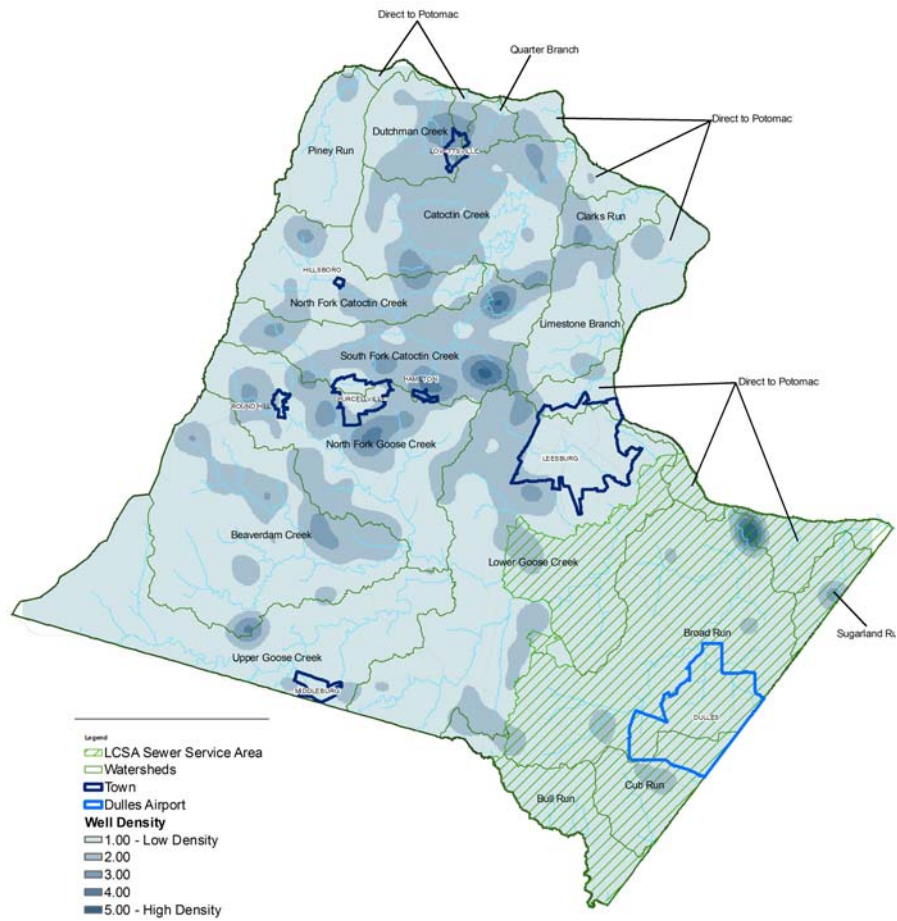 Direct to Potomac
Quarter Branch
Direct to Potomac
Dutchman Creek
Piney Run
Catoctin Creek
Clarks Run
HILLSBORO
North Fork Catoctin Creek
Limestone Branch
South Fork Catoctin Creek
HAMILTON
Direct to Potomac
PURCELLVILLE
ROUND HILL
North Fork Goose Creek
LEESBURG
Beaverdam Creek
Lower Goose Creek
Broad Run
Sugarland Ru
Upper Goose Creek
MIDDLEBURG
DULLES
Cub Run
Bull Run
Legend
LCSA Sewer Service Area
Watersheds
Town
Dulles Airport
Well Density
1.00 - Low Density
2.00
3.00
4.00
5.00 - High Density